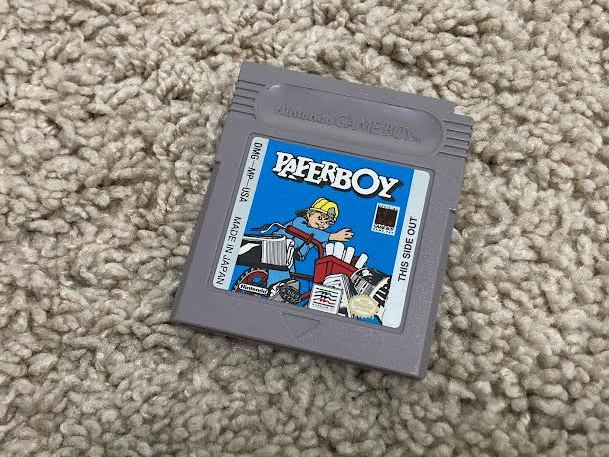 Nintendo GAME BOY
PAPERBOY
DMG-MP-USA
MADE IN JAPAN
THIS SIDE OUT
Nintendo